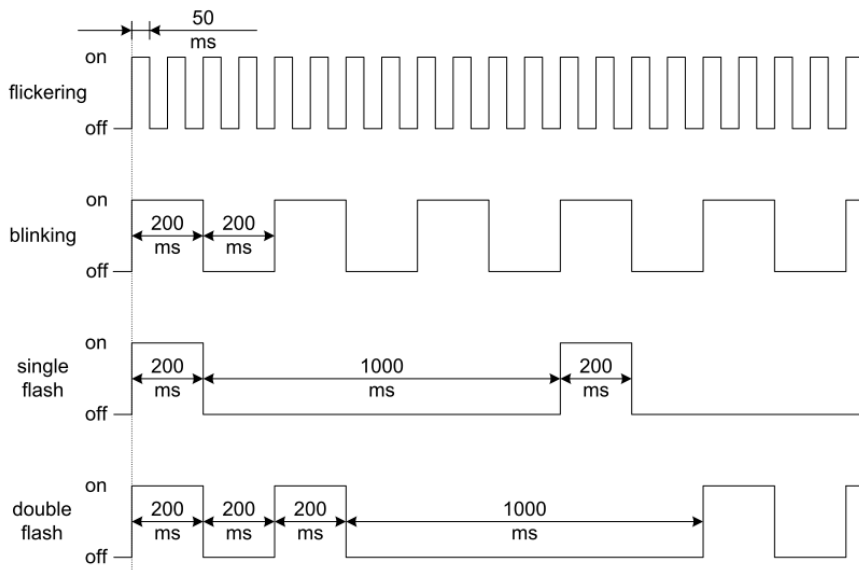 50
ms
on
flickering
off
on
200 200
blinking
ms ms
off
on
single
200 1000 200
flash
ms ms ms
off
on
double
200 200 200 1000
flash
ms ms ms ms
off